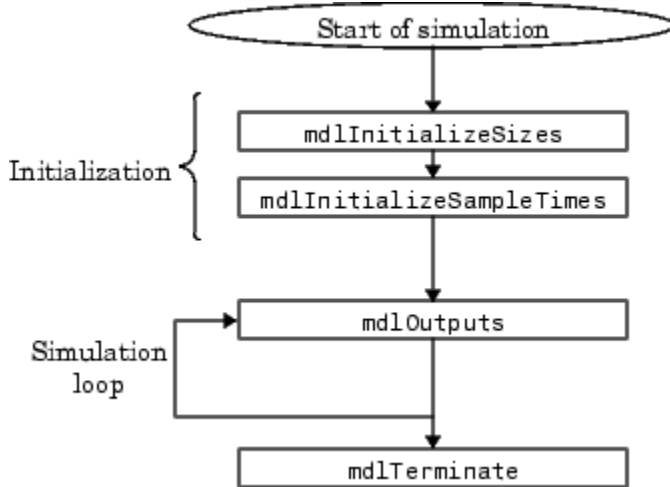 Start of simulation
mdlInitializeSizes
Initialization
mdlInitializeSampleTimes
mdlOutputs
Simulation
loop
mdlTerminate